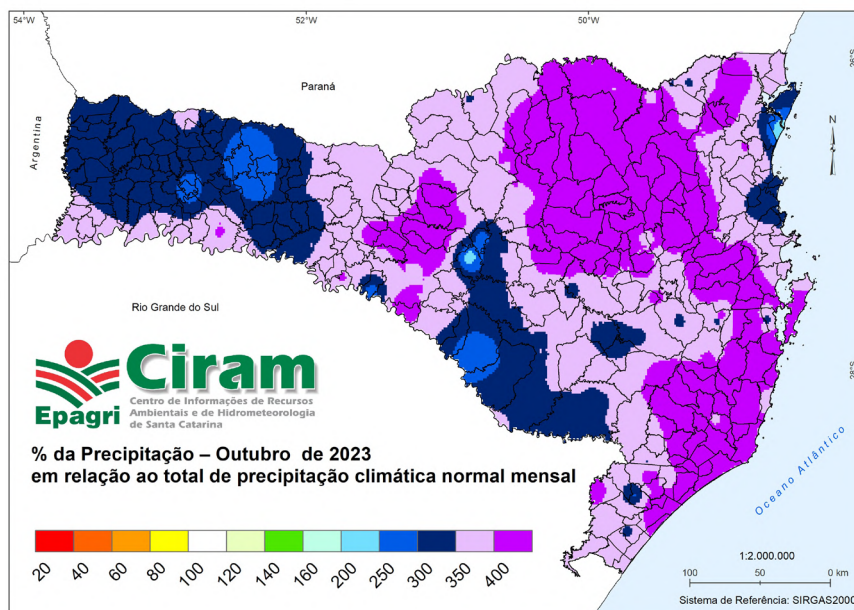 54°W
52°W
50°W
26°S
Paraná
Argentina
N
Rio Grande do Sul
28°S
Ciram
Epagri
Centro de Informações de Recursos
Ambientais e de Hidrometeorologia
de Santa Catarina
% da Precipitação – Outubro de 2023
em relação ao total de precipitação climática normal mensal
Oceano Atlântico
20 40 60 80 100 120 140 160 200 250 300 350 400
1:2.000.000
100 50 0 km
Sistema de Referência: SIRGAS2000